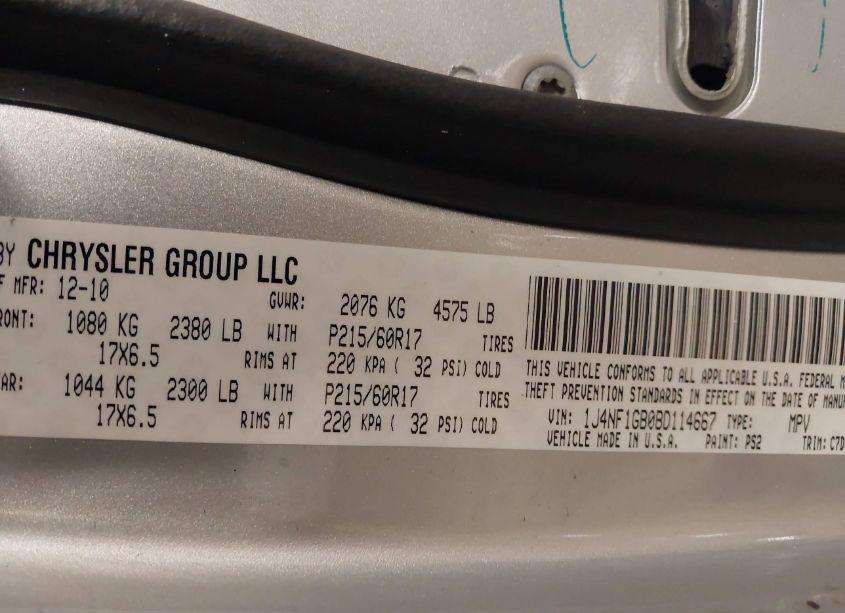 BY CHRYSLER GROUP LLC
F MFR: 12-10 GVWR: 2076 KG 4575 LB
RONT: 1080 KG 2380 LB WITH P215/60R17 TIRES
17X6.5 RIMS AT 220 KPA ( 32 PSI) COLD
AR: 1044 KG 2300 LB WITH P215/60R17 TIRES
17X6.5 RIMS AT 220 KPA ( 32 PSI) COLD
THIS VEHICLE CONFORMS TO ALL APPLICABLE U.S.A. FEDERAL M
THEFT PREVENTION STANDARDS IN EFFECT ON THE DATE OF MANU
VIN: 1J4NF1GB0BD114667 TYPE: MPV
VEHICLE MADE IN U.S.A. PAINT: PS2 TRIM: C7D